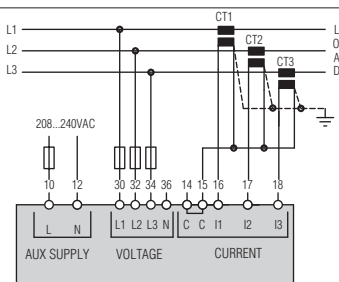 CT1
L1
L
CT2
L2
O
CT3
A
L3
D
208...240VAC
10 12 30 32 34 36 14 15 16 17 18
L N L1 L2 L3 N C C I1 I2 I3
AUX SUPPLY VOLTAGE CURRENT